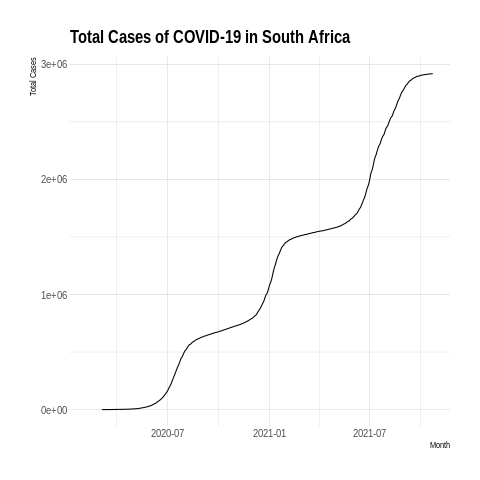 Total Cases of COVID-19 in South Africa
Total Cases
3e+06
2e+06
1e+06
0e+00
2020-07
2021-01
2021-07
Month